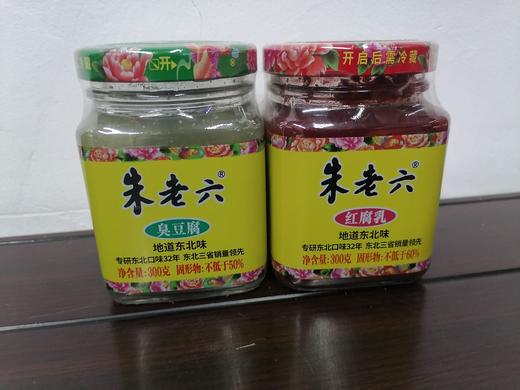 开
朱老六®
臭豆腐
地道东北味
专研东北口味32年 东北三省销量领先
净含量:300克 固形物:不低于50%
开启后需冷藏
朱老六®
红腐乳
地道东北味
专研东北口味32年 东北三省销量领先
净含量:300克 固形物:不低于60%